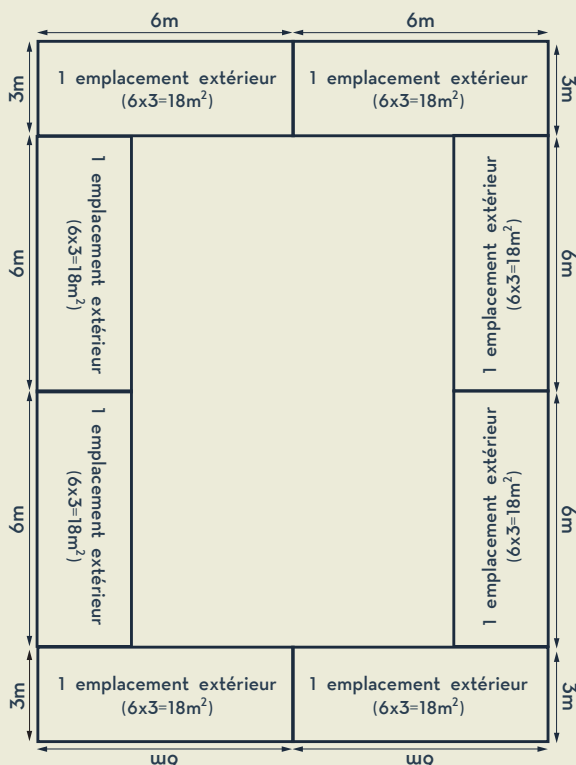 6m
6m
3m
1 emplacement extérieur
(6x3=18m²)
1 emplacement extérieur
(6x3=18m²)
3m
6m
1 emplacement extérieur
(6x3=18m²)
1 emplacement extérieur
(6x3=18m²)
6m
6m
1 emplacement extérieur
(6x3=18m²)
1 emplacement extérieur
(6x3=18m²)
6m
3m
1 emplacement extérieur
(6x3=18m²)
1 emplacement extérieur
(6x3=18m²)
3m
6m
6m